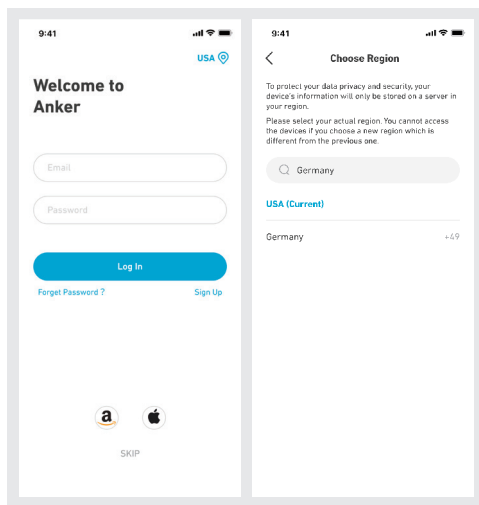 9:41
USA
Welcome to
Anker
Email
Password
Log In
Forget Password ?
Sign Up
a
SKIP
9:41
Choose Region
To protect your data privacy and security, your
device's information will only be stored on a server in
your region.
Please select your actual region. You cannot access
the devices if you choose a new region which is
different from the previous one.
Germany
USA (Current)
Germany
+49